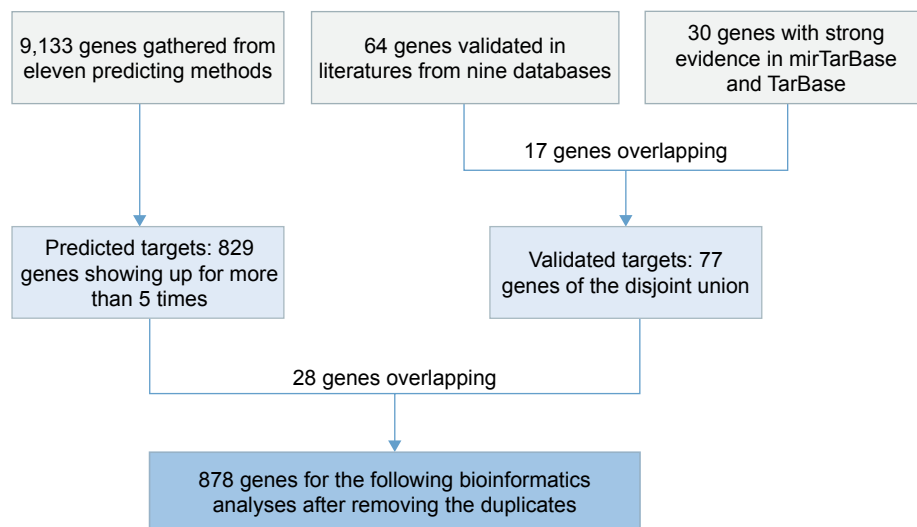 9,133 genes gathered from
eleven predicting methods
64 genes validated in
literatures from nine databases
30 genes with strong
evidence in mirTarBase
and TarBase
17 genes overlapping
Predicted targets: 829
genes showing up for more
than 5 times
Validated targets: 77
genes of the disjoint union
28 genes overlapping
878 genes for the following bioinformatics
analyses after removing the duplicates